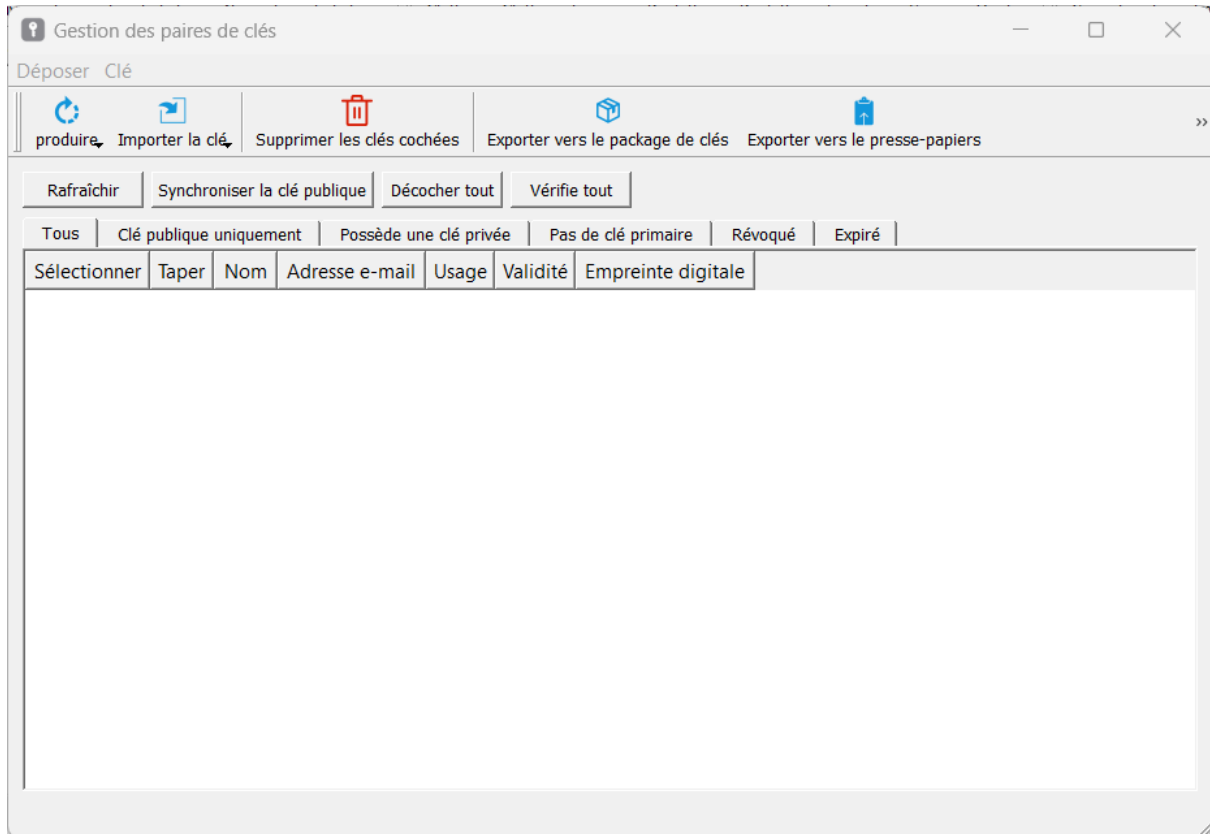 Gestion des paires de clés
Déposer Clé
produire Importer la clé Supprimer les clés cochées Exporter vers le package de clés Exporter vers le presse-papiers »
Rafraîchir Synchroniser la clé publique Décocher tout Vérifie tout
Tous Clé publique uniquement Possède une clé privée Pas de clé primaire Révoqué Expiré
Sélectionner Taper Nom Adresse e-mail Usage Validité Empreinte digitale